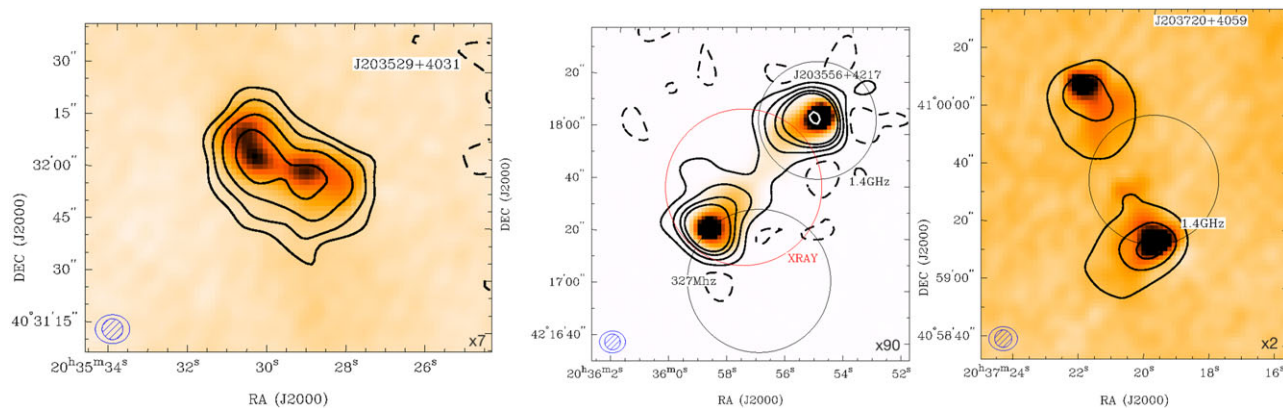 J203529+4031
30"
15"
32'00"
45"
30"
40°31'15"
DEC (J2000)
20ʰ35ᵐ34ˢ
32ˢ
30ˢ
28ˢ
26ˢ
RA (J2000)
x7
J203556+4217
20"
18'00"
40"
20"
17'00"
42°16'40"
DEC (J2000)
1.4GHz
XRAY
327Mhz
20ʰ36ᵐ2ˢ
36ᵐ0ˢ
58ˢ
56ˢ
54ˢ
52ˢ
RA (J2000)
x90
J203720+4059
20"
41°00'00"
40"
20"
59'00"
40°58'40"
DEC (J2000)
1.4GHz
20ʰ37ᵐ24ˢ
22ˢ
20ˢ
18ˢ
16ˢ
RA (J2000)
x2